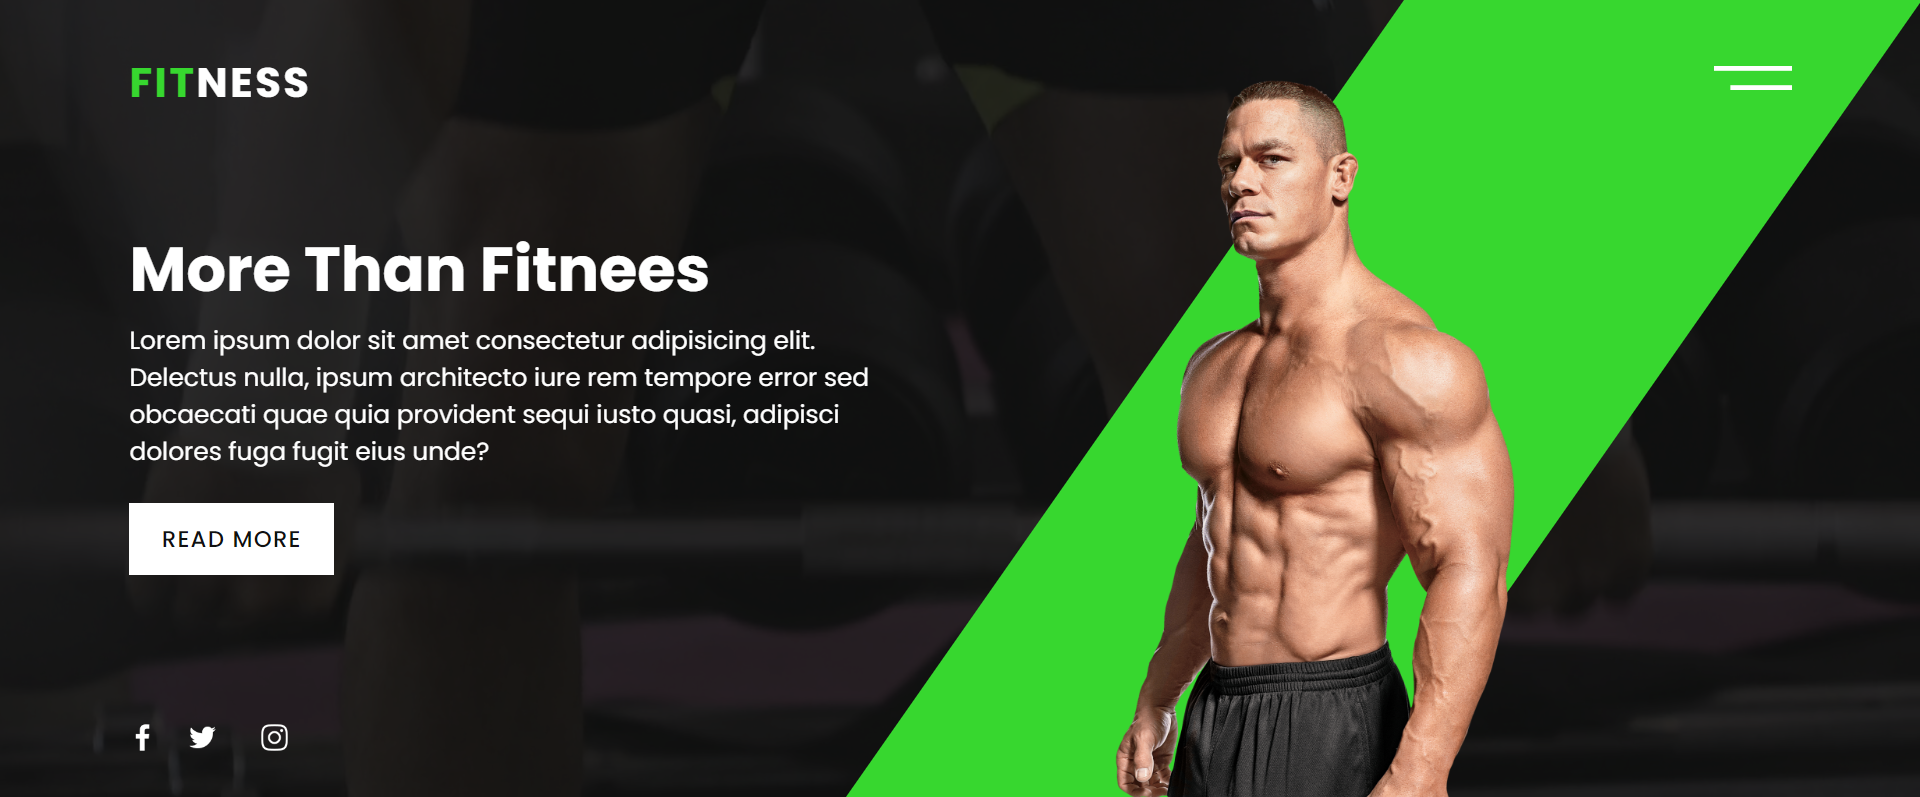 FITNESS
More Than Fitnees
Lorem ipsum dolor sit amet consectetur adipisicing elit.
Delectus nulla, ipsum architecto iure rem tempore error sed
obcaecati quae quia provident sequi iusto quasi, adipisci
dolores fuga fugit eius unde?
READ MORE